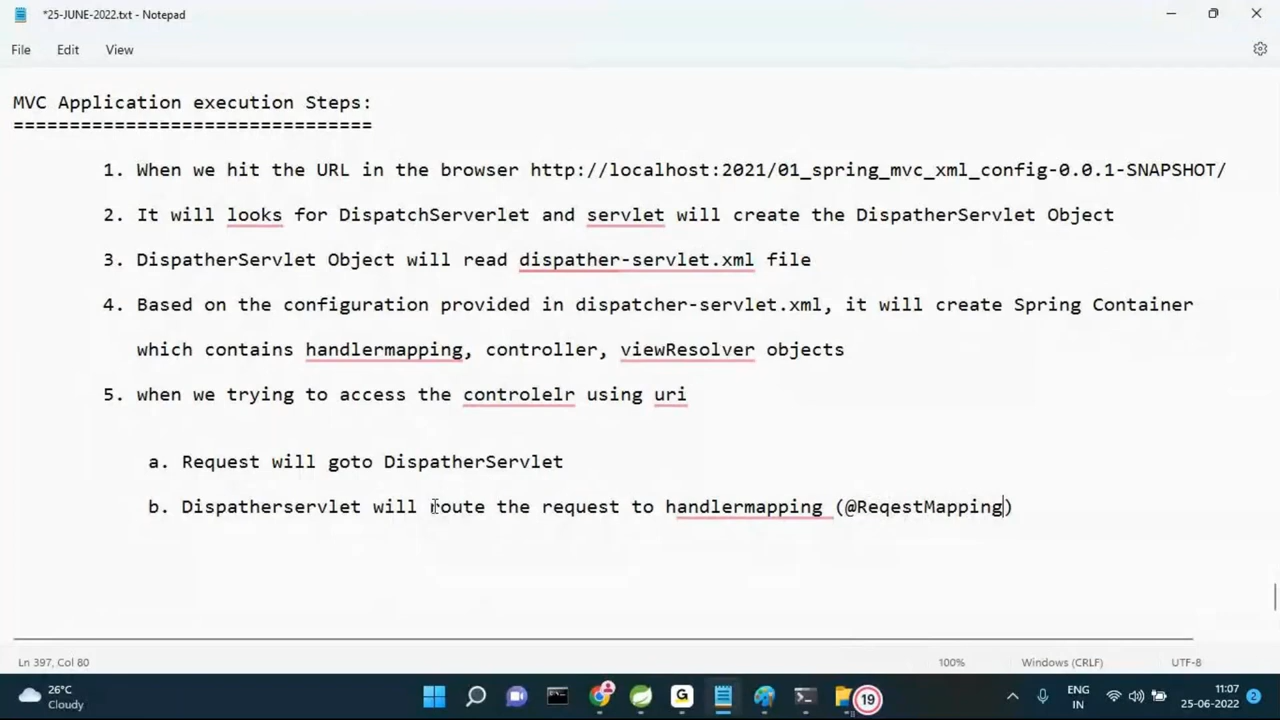 *25-JUNE-2022.txt - Notepad
File Edit View
MVC Application execution Steps:
================================
1. When we hit the URL in the browser http://localhost:2021/01_spring_mvc_xml_config-0.0.1-SNAPSHOT/
2. It will looks for DispatchServerlet and servlet will create the DispatherServlet Object
3. DispatherServlet Object will read dispather-servlet.xml file
4. Based on the configuration provided in dispatcher-servlet.xml, it will create Spring Container
which contains handlermapping, controller, viewResolver objects
5. when we trying to access the controlelr using uri
a. Request will goto DispatherServlet
b. Dispatherservlet will route the request to handlermapping (@ReqestMapping)
Ln 397, Col 80 100% Windows (CRLF) UTF-8
26°C
Cloudy
G
19
ENG
IN
11:07
25-06-2022
2